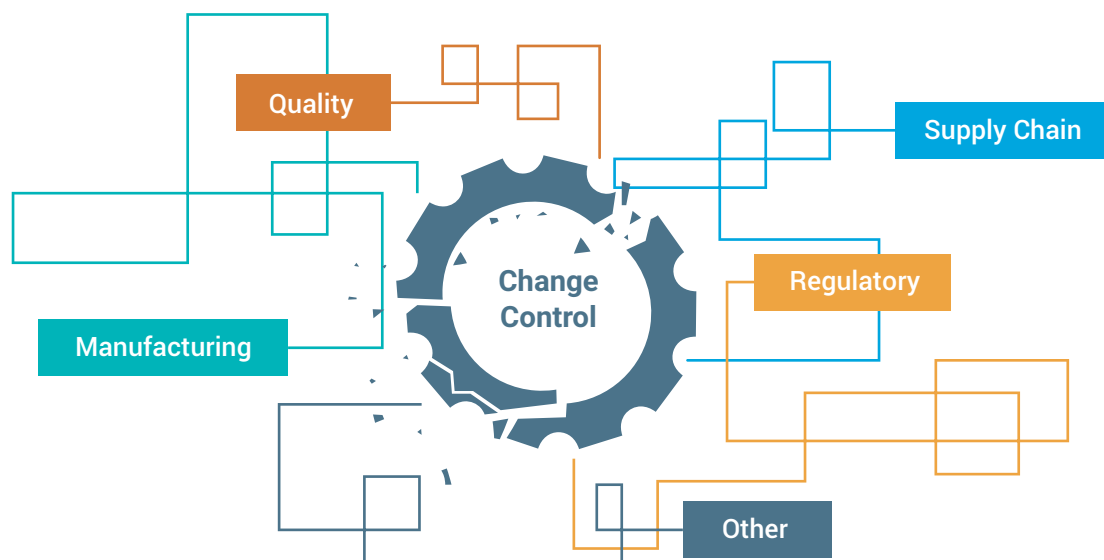 Quality
Supply Chain
Change
Control
Regulatory
Manufacturing
Other